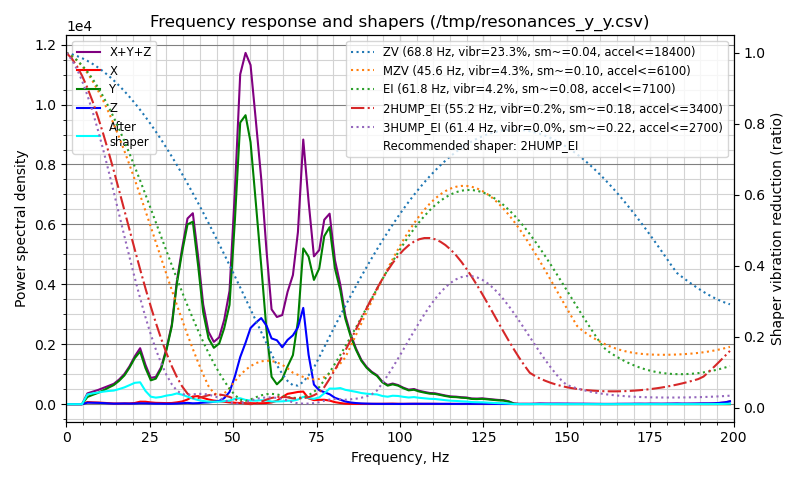 Frequency response and shapers (/tmp/resonances_y_y.csv)
1e4
X+Y+Z
X
Y
Z
After
shaper
ZV (68.8 Hz, vibr=23.3%, sm~=0.04, accel<=18400)
MZV (45.6 Hz, vibr=4.3%, sm~=0.10, accel<=6100)
EI (61.8 Hz, vibr=4.2%, sm~=0.08, accel<=7100)
2HUMP_EI (55.2 Hz, vibr=0.2%, sm~=0.18, accel<=3400)
3HUMP_EI (61.4 Hz, vibr=0.0%, sm~=0.22, accel<=2700)
Recommended shaper: 2HUMP_EI
Power spectral density
1.2
1.0
0.8
0.6
0.4
0.2
0.0
Shaper vibration reduction (ratio)
1.0
0.8
0.6
0.4
0.2
0.0
0 25 50 75 100 125 150 175 200
Frequency, Hz